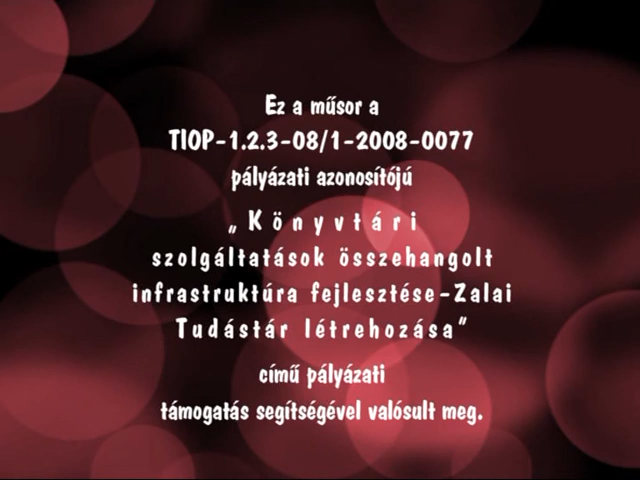 Ez a műsor a
TIOP-1.2.3-08/1-2008-0077
pályázati azonosítójú
„Könyvtári
szolgáltatások összehangolt
infrastruktúra fejlesztése-Zalai
Tudástár létrehozása”
című pályázati
támogatás segítségével valósult meg.